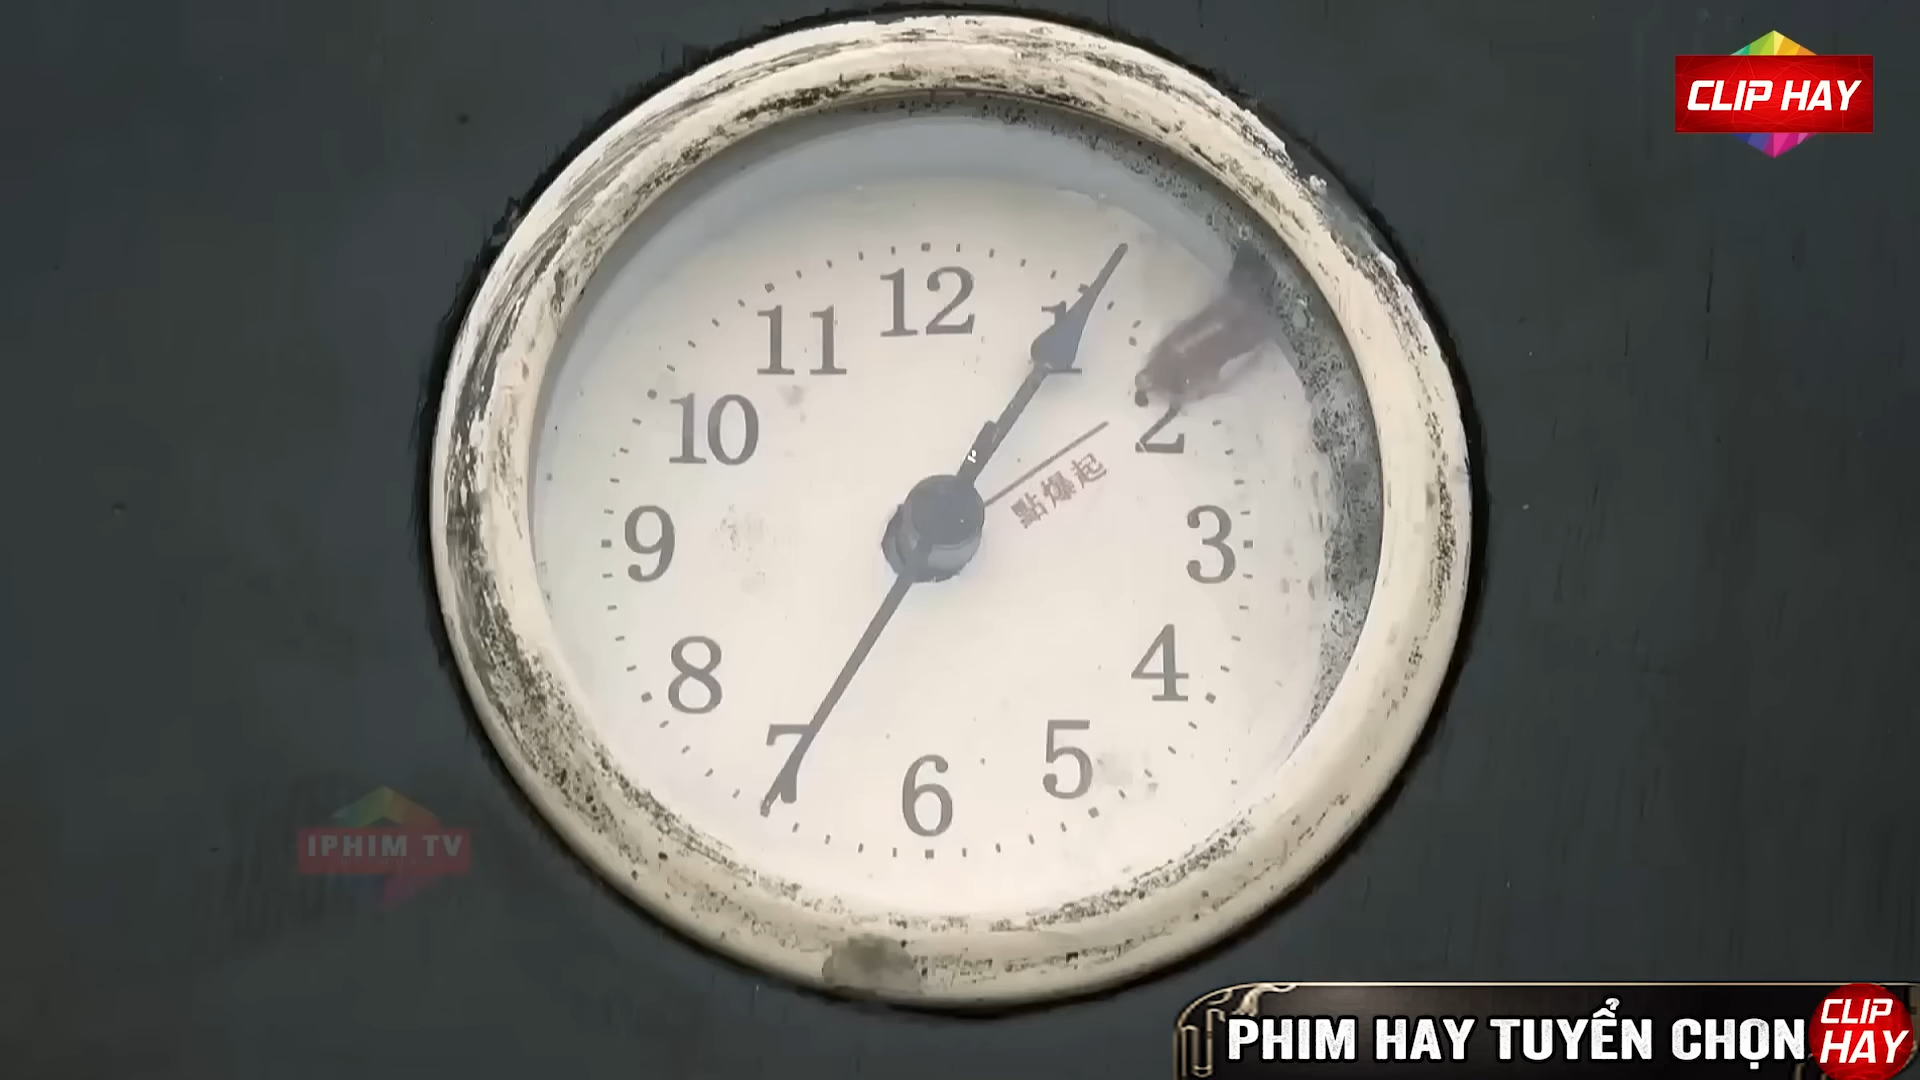 CLIP HAY
12
11
1
10
2
點爆起
9
3
8
4
7
5
6
IPHIM TV
PHIM HAY TUYỂN CHỌN
CLIP
HAY